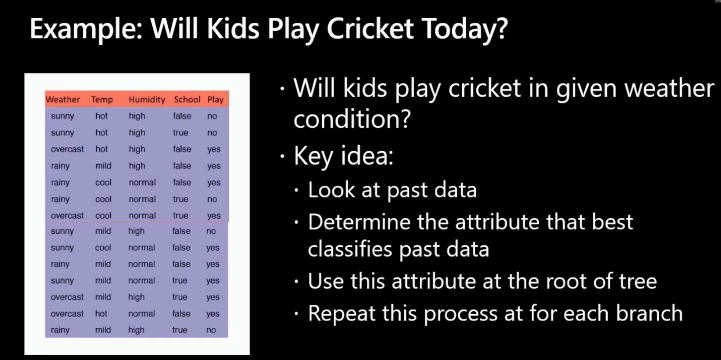 Example: Will Kids Play Cricket Today?
Weather Temp Humidity School Play
sunny hot high false no
sunny hot high true no
overcast hot high false yes
rainy mild high false yes
rainy cool normal false yes
rainy cool normal true no
overcast cool normal true yes
sunny mild high false no
sunny cool normal false yes
rainy mild normal false yes
sunny mild normal true yes
overcast mild high true yes
overcast hot normal false yes
rainy mild high true no
· Will kids play cricket in given weather
condition?
· Key idea:
· Look at past data
· Determine the attribute that best
classifies past data
· Use this attribute at the root of tree
· Repeat this process at for each branch